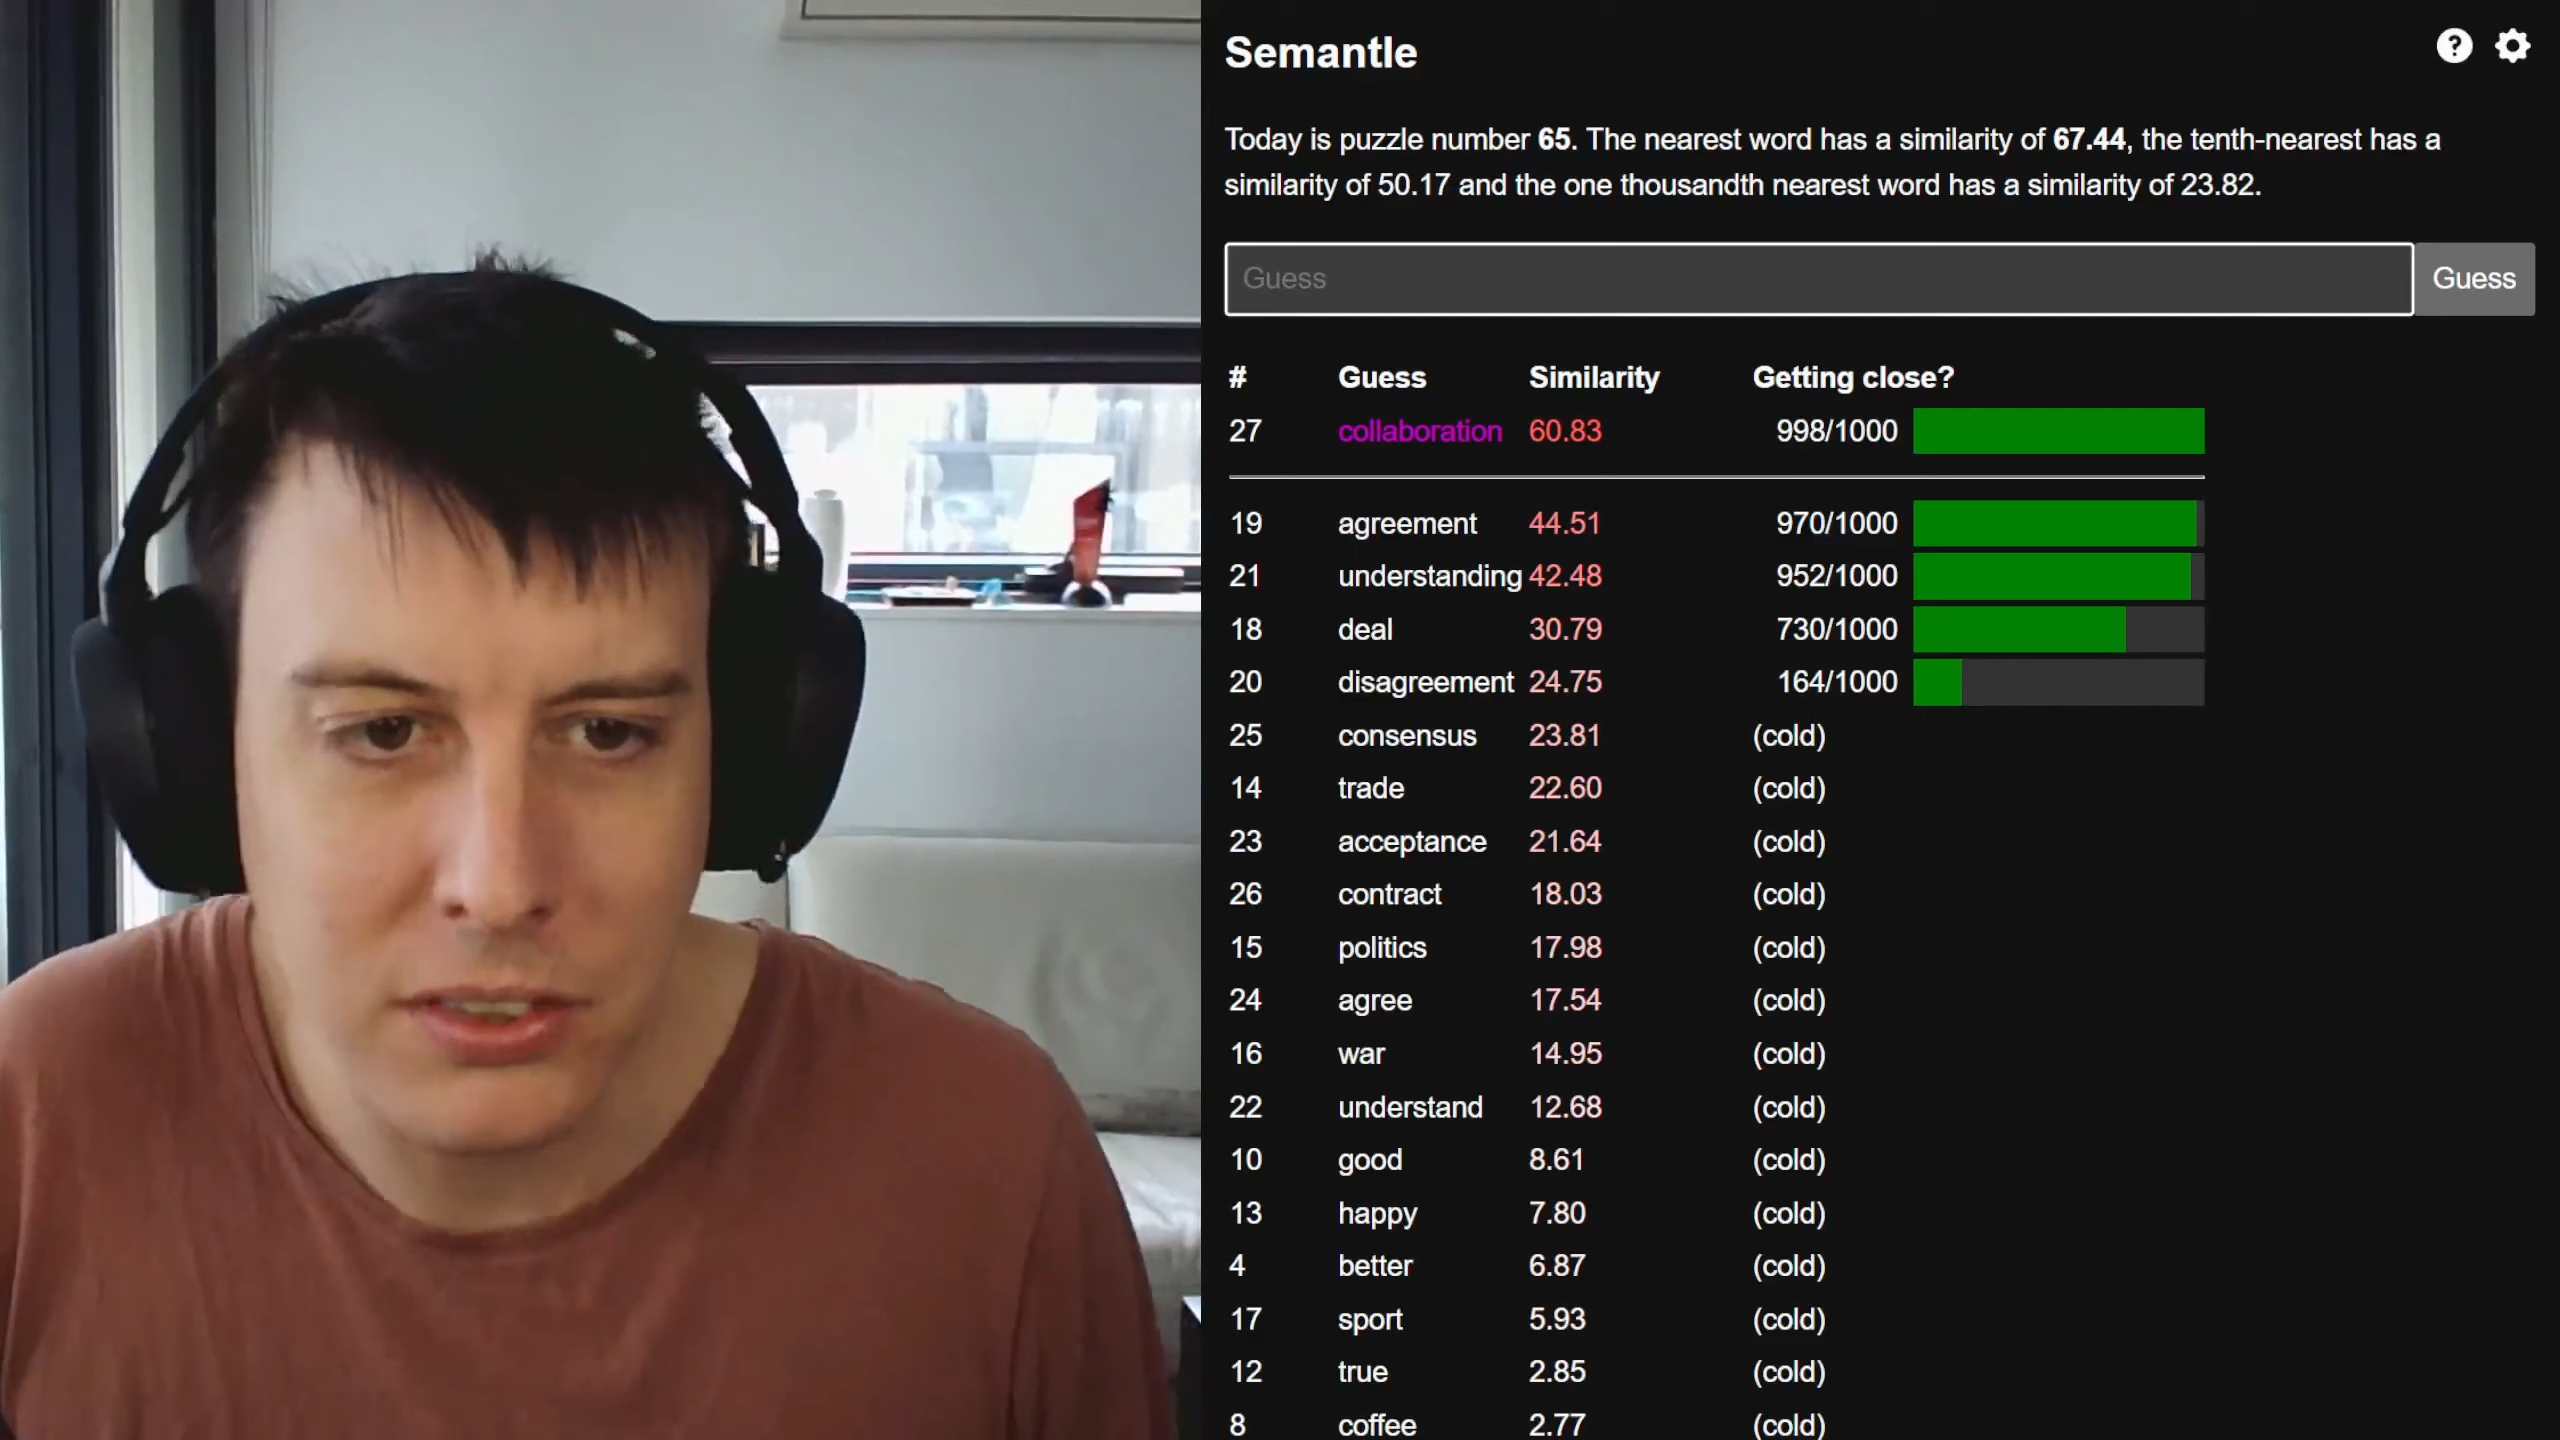 Semantle
Today is puzzle number 65. The nearest word has a similarity of 67.44, the tenth-nearest has a
similarity of 50.17 and the one thousandth nearest word has a similarity of 23.82.
Guess Guess
# Guess Similarity Getting close?
27 collaboration 60.83 998/1000
19 agreement 44.51 970/1000
21 understanding 42.48 952/1000
18 deal 30.79 730/1000
20 disagreement 24.75 164/1000
25 consensus 23.81 (cold)
14 trade 22.60 (cold)
23 acceptance 21.64 (cold)
26 contract 18.03 (cold)
15 politics 17.98 (cold)
24 agree 17.54 (cold)
16 war 14.95 (cold)
22 understand 12.68 (cold)
10 good 8.61 (cold)
13 happy 7.80 (cold)
4 better 6.87 (cold)
17 sport 5.93 (cold)
12 true 2.85 (cold)
8 coffee 2.77 (cold)